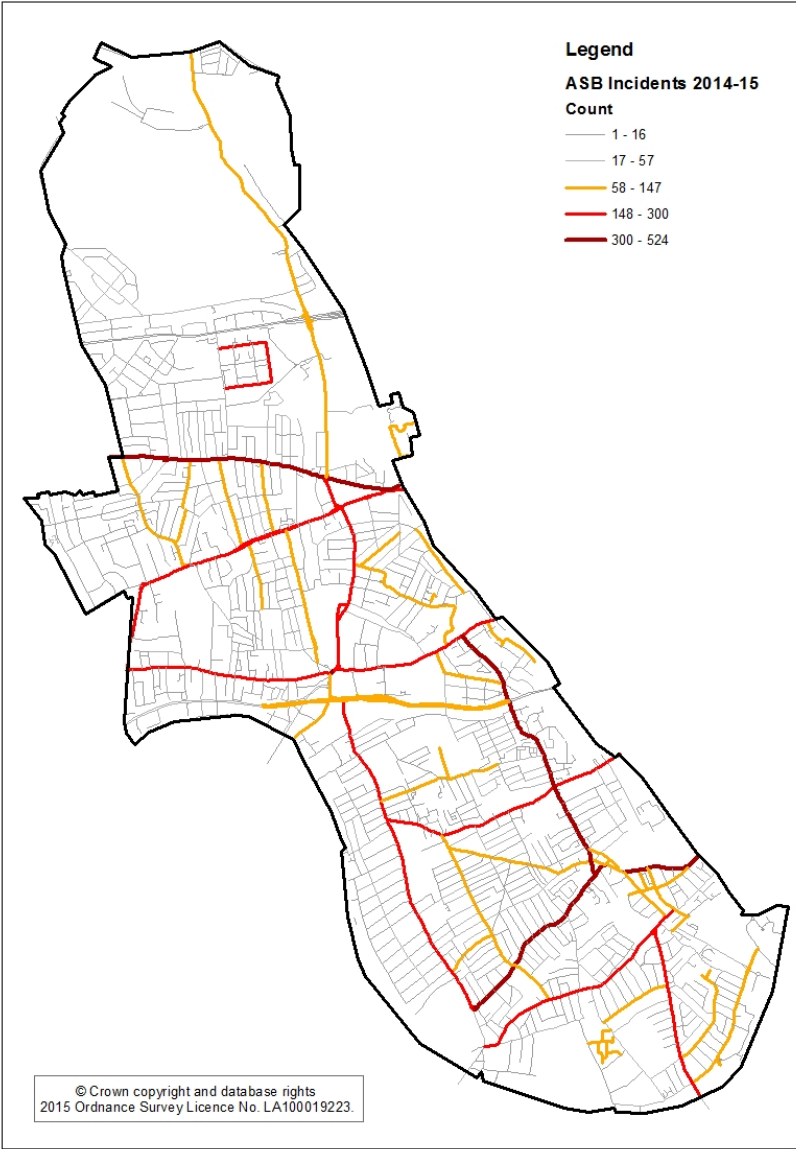 Legend
ASB Incidents 2014-15
Count
1 - 16
17 - 57
58 - 147
148 - 300
300 - 524
© Crown copyright and database rights
2015 Ordnance Survey Licence No. LA100019223.